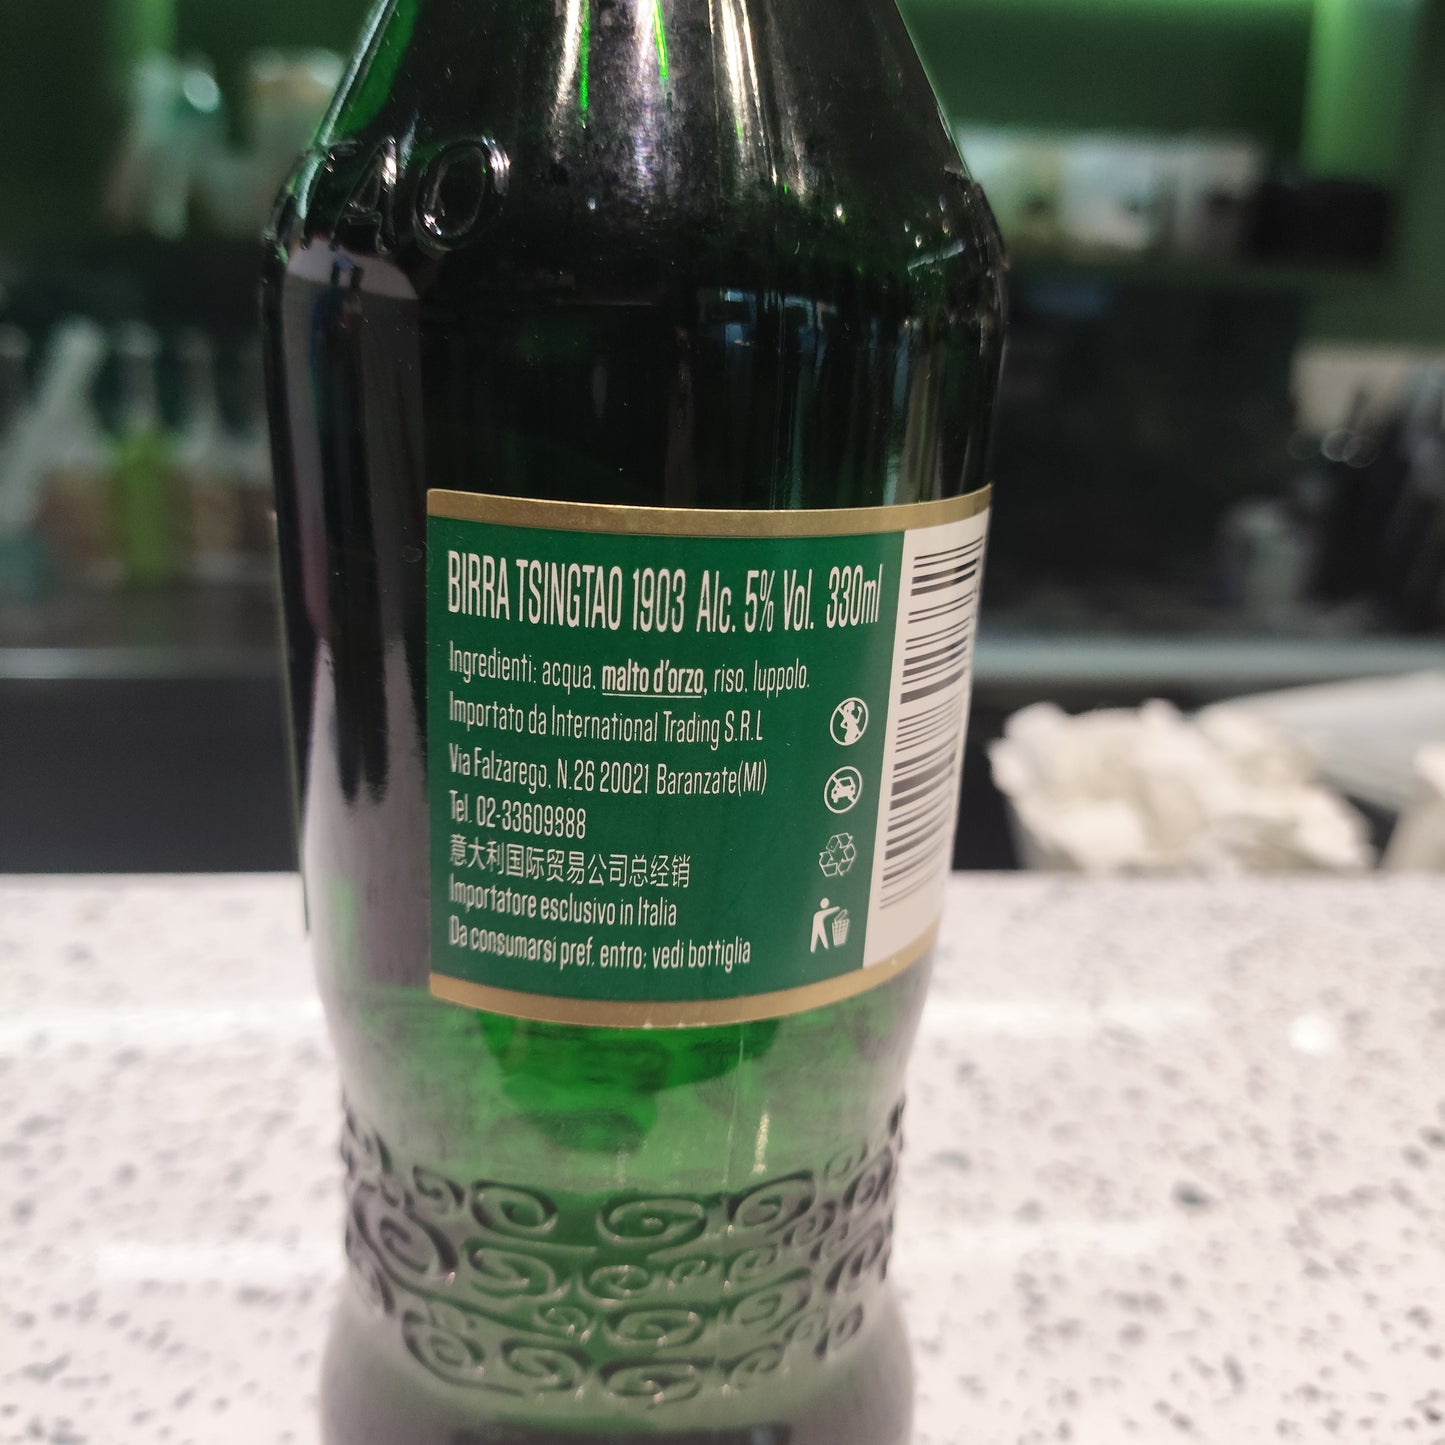 TAO
BIRRA TSINGTAO 1903 Alc. 5% Vol. 330ml
Ingredienti: acqua, malto d'orzo, riso, luppolo.
Importato da International Trading S.R.L
Via Falzarego, N.26 20021 Baranzate(MI)
Tel. 02-33609988
意大利国际贸易公司总经销
Importatore esclusivo in Italia
Da consumarsi pref. entro: vedi bottiglia